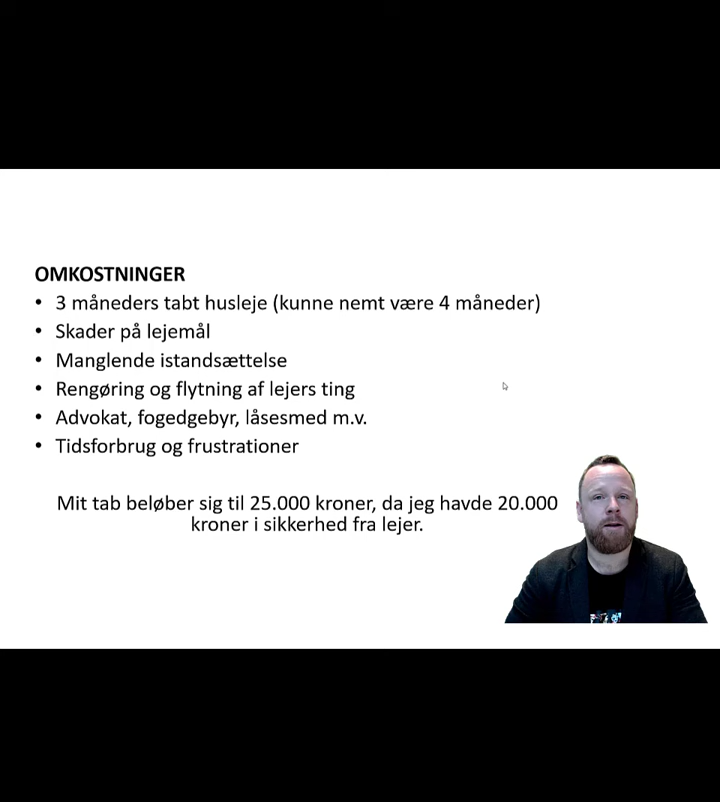 OMKOSTNINGER
• 3 måneders tabt husleje (kunne nemt være 4 måneder)
• Skader på lejemål
• Manglende istandsættelse
• Rengøring og flytning af lejers ting
• Advokat, fogedgebyr, låsesmed m.v.
• Tidsforbrug og frustrationer
Mit tab beløber sig til 25.000 kroner, da jeg havde 20.000
kroner i sikkerhed fra lejer.